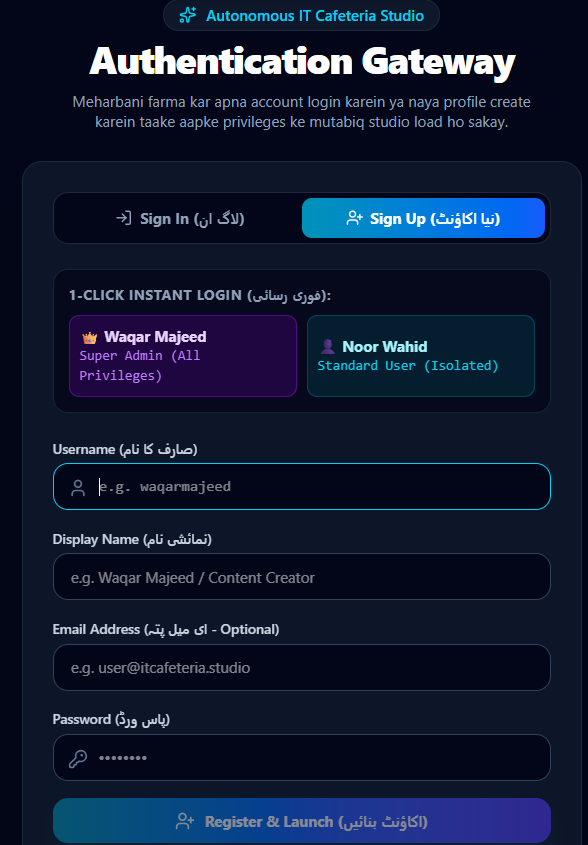 Autonomous IT Cafeteria Studio
Authentication Gateway
Meharbani farma kar apna account login karein ya naya profile create
karein taake aapke privileges ke mutabiq studio load ho sakay.
Sign In (لاگ ان)
Sign Up (نیا اکاؤنٹ)
1-CLICK INSTANT LOGIN (فوری رسائی):
👑 Waqar Majeed
Super Admin (All
Privileges)
👤 Noor Wahid
Standard User (Isolated)
Username (صارف کا نام)
e.g. waqarmajeed
Display Name (نمائشی نام)
e.g. Waqar Majeed / Content Creator
Email Address (ای میل پتہ - Optional)
e.g. user@itcafeteria.studio
Password (پاس ورڈ)
••••••••
Register & Launch (اکاؤنٹ بنائیں)